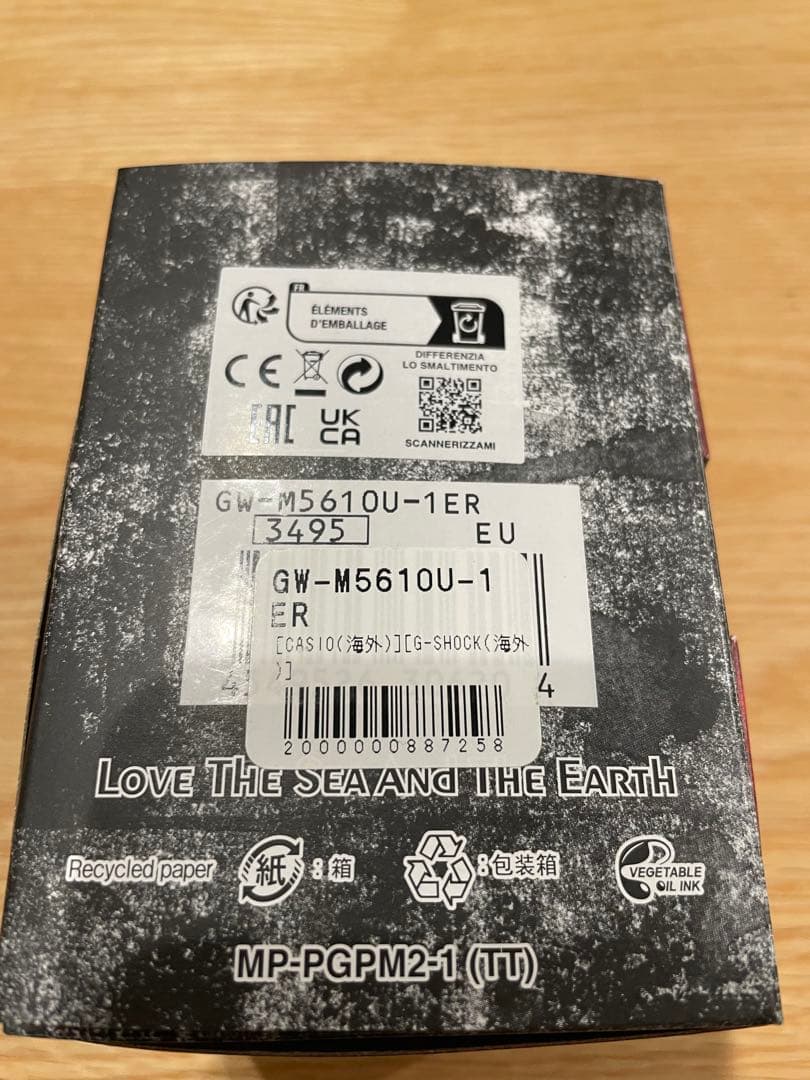 FR
ÉLÉMENTS
D'EMBALLAGE
DIFFERENZIA
LO SMALTIMENTO
CE
EAC
UK
CA
SCANNERIZZAMI
GW-M5610U-1ER
3495
EU
GW-M5610U-1
ER
[CASIO(海外)][G-SHOCK(海外
)]
4
2000000887258
LOVE THE SEA AND THE EARTH
Recycled paper
紙
:箱
:包装箱
VEGETABLE
OIL INK
MP-PGPM2-1 (TT)